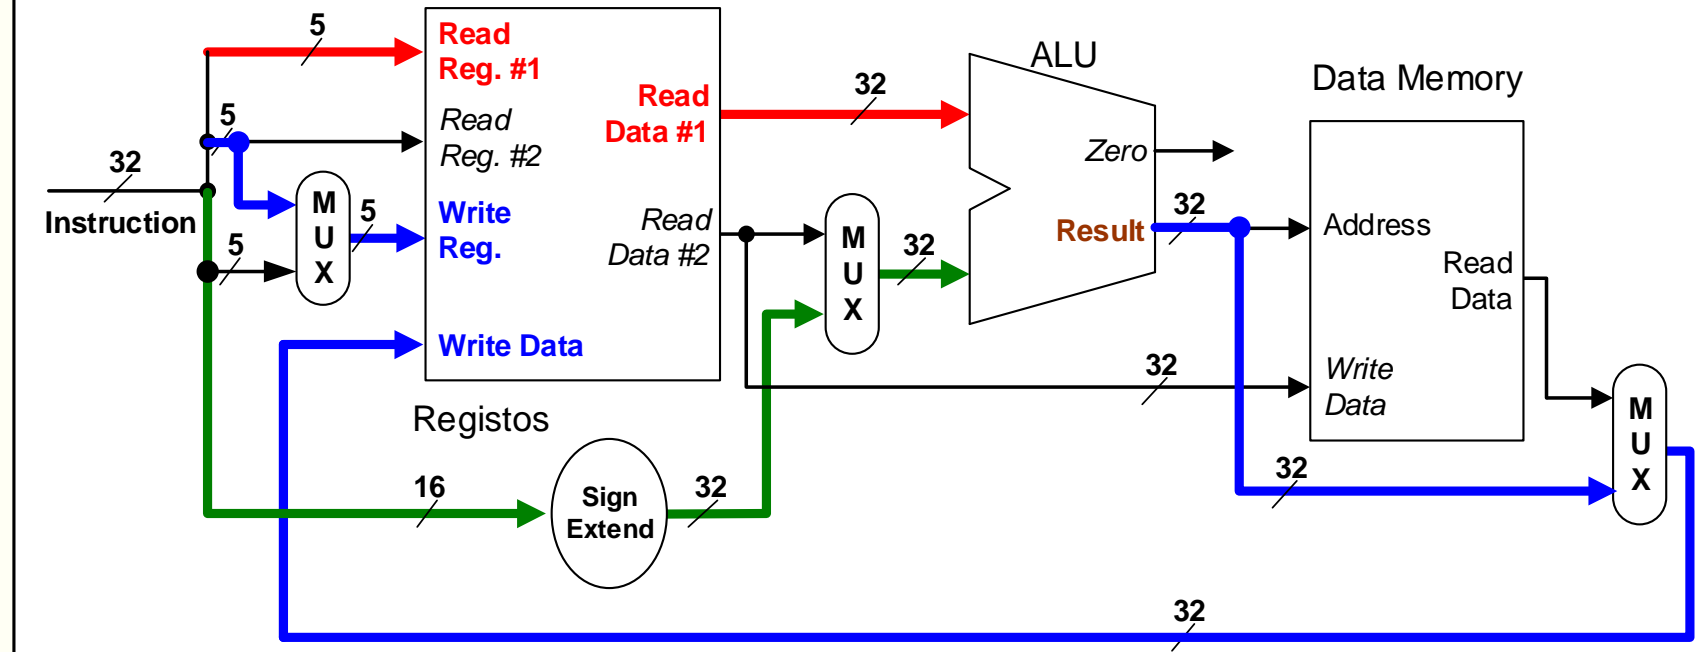 5
Read
Reg. #1
5
Read
Reg. #2
32
Instruction
M
U
X
5
5
Write
Reg.
Write Data
Read
Data #1
Read
Data #2
Registos
16
Sign
Extend
32
32
M
U
X
32
ALU
Zero
Result
32
Data Memory
Address
Read
Data
Write
Data
32
32
M
U
X
32